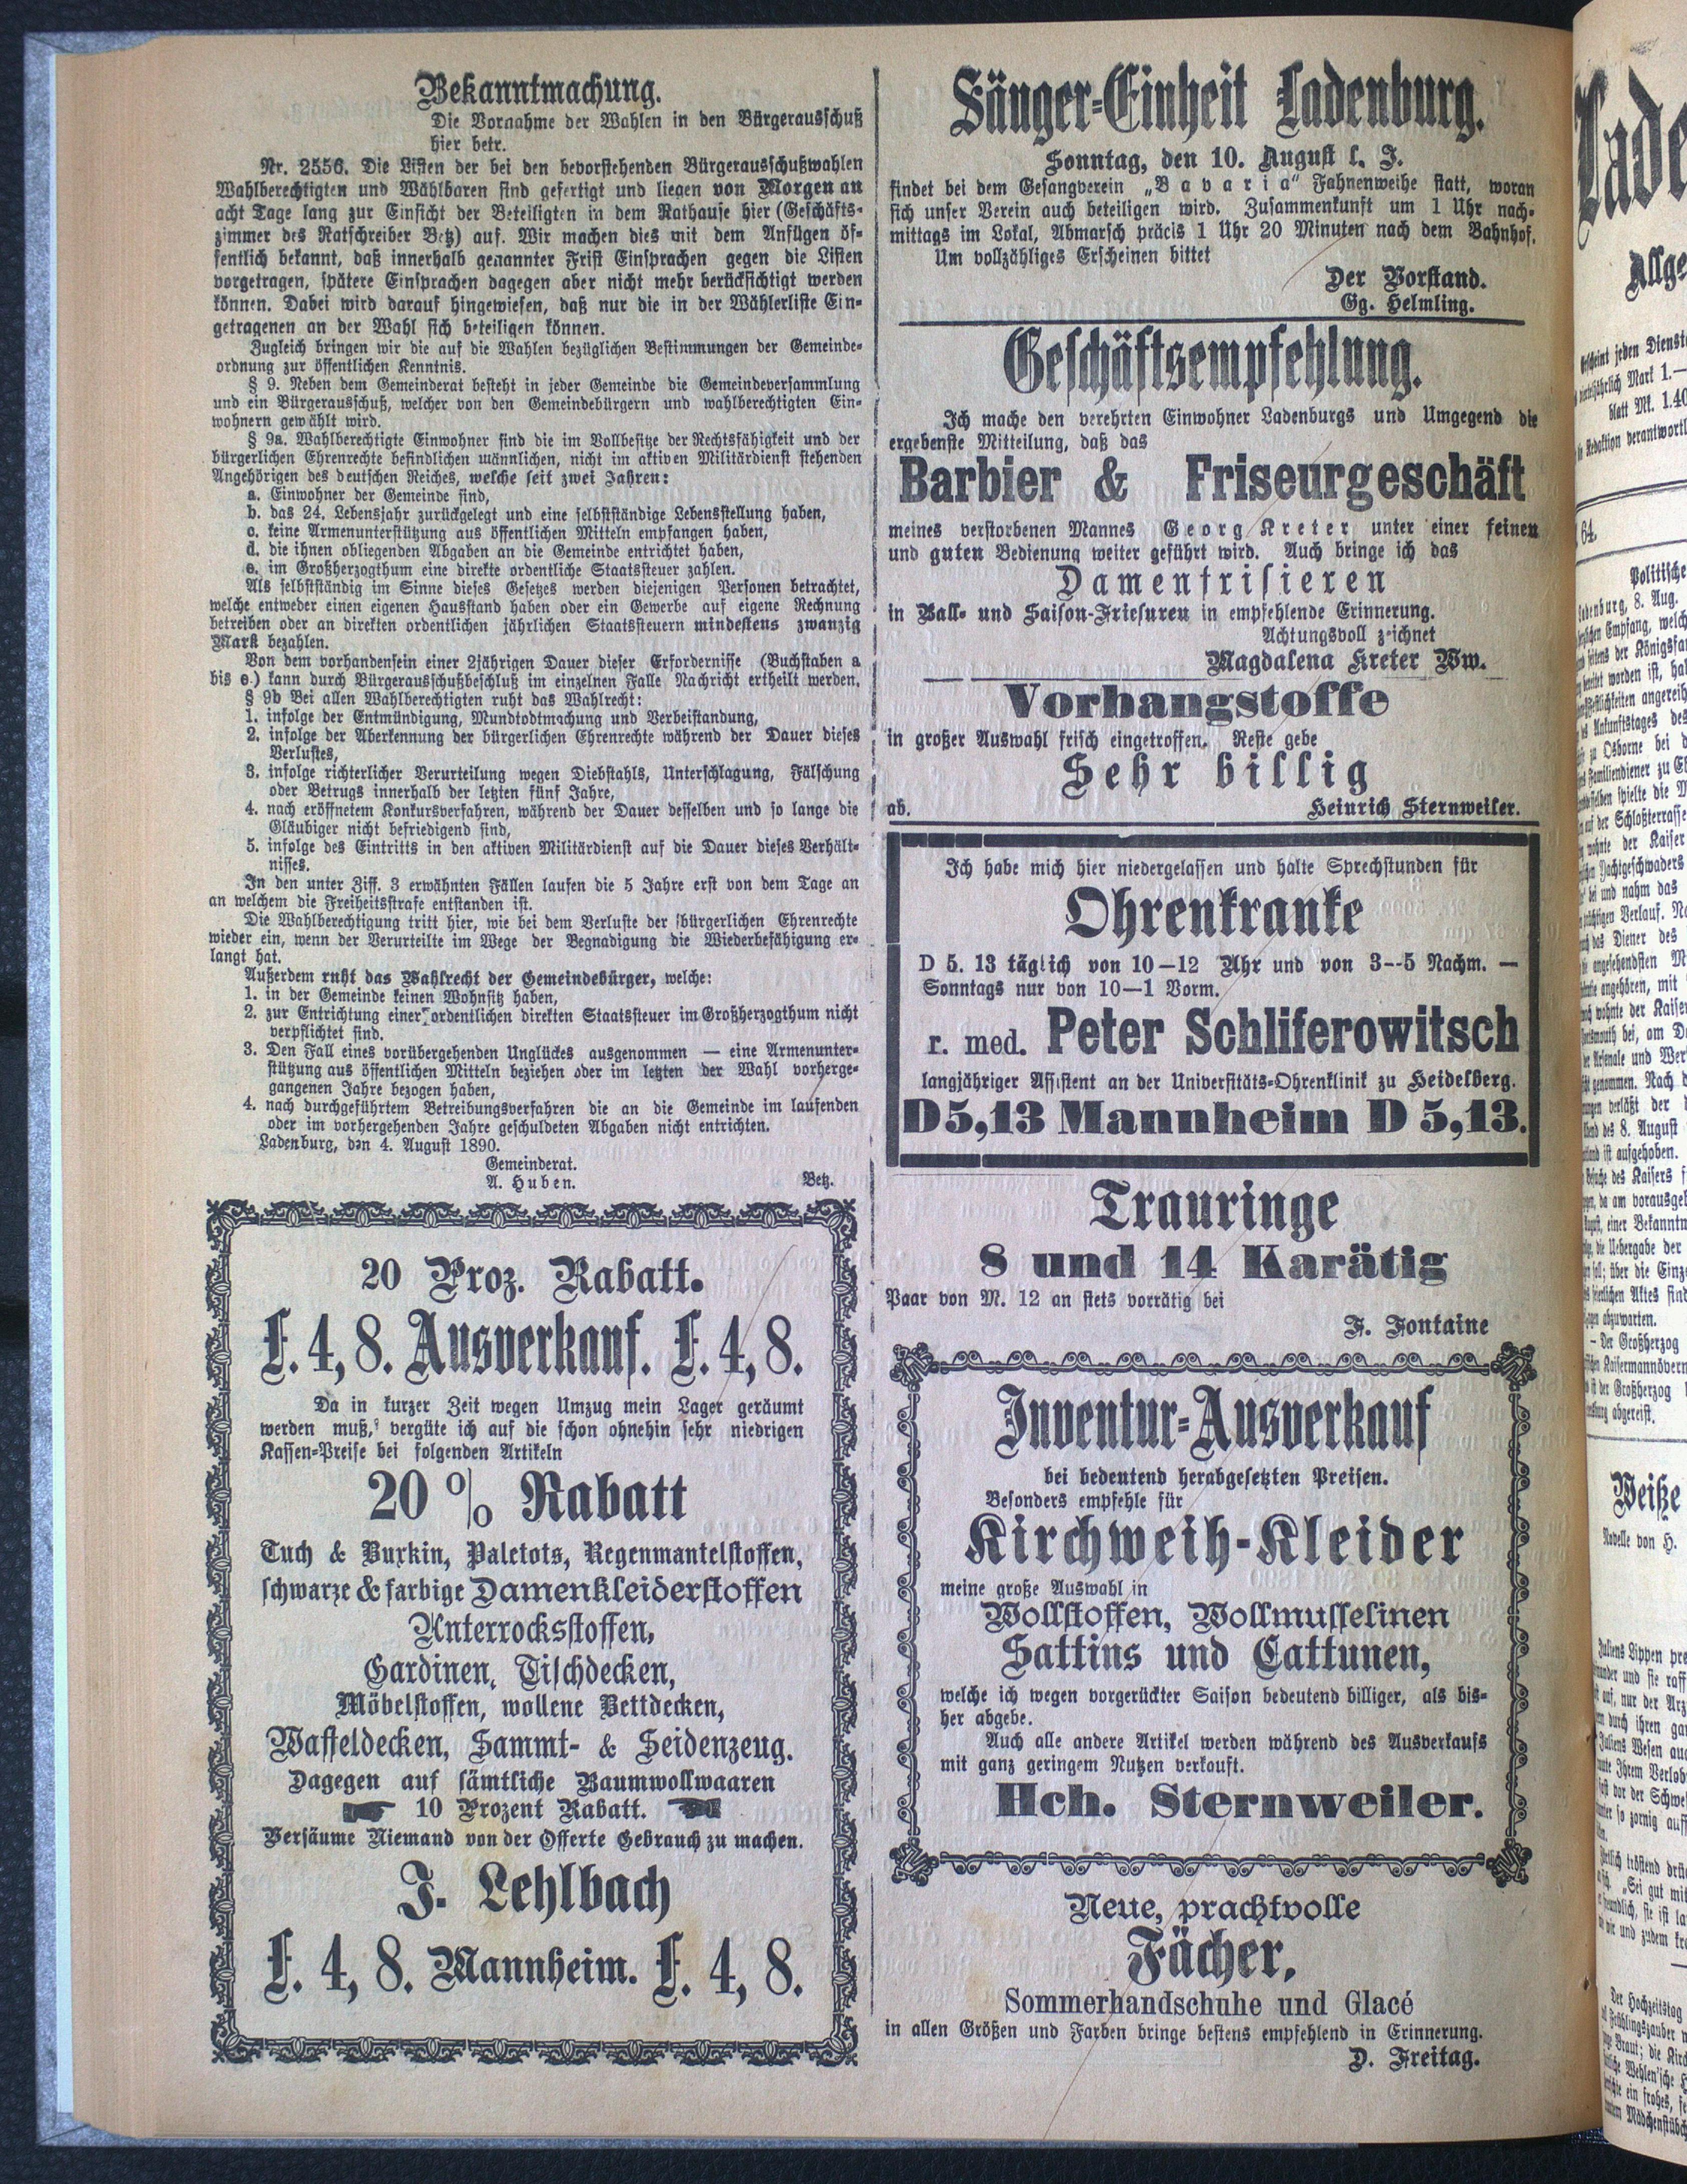 Bekanntmachung.
Die Vornahme der Wahlen in den Bürgerausschuß
hier betr.
Nr. 2556. Die Listen der bei den bevorstehenden Bürgerausschußwahlen
Wahlberechtigten und Wählbaren sind gefertigt und liegen von Morgen an
acht Tage lang zur Einsicht der Beteiligten in dem Rathause hier (Geschäfts-
zimmer des Ratschreiber Betz) auf. Wir machen dies mit dem Anfügen öf-
fentlich bekannt, daß innerhalb genannter Frist Einsprachen gegen die Listen
vorgetragen, spätere Einsprachen dagegen aber nicht mehr berücksichtigt werden
können. Dabei wird darauf hingewiesen, daß nur die in der Wählerliste Ein-
getragenen an der Wahl sich beteiligen können.
Zugleich bringen wir die auf die Wahlen bezüglichen Bestimmungen der Gemeinde-
ordnung zur öffentlichen Kenntnis.
§ 9. Neben dem Gemeinderat besteht in jeder Gemeinde die Gemeindeversammlung
und ein Bürgerausschuß, welcher von den Gemeindebürgern und wahlberechtigten Ein-
wohnern gewählt wird.
§ 9a. Wahlberechtigte Einwohner sind die im Vollbesitze der Rechtsfähigkeit und der
bürgerlichen Ehrenrechte befindlichen männlichen, nicht im aktiven Militärdienst stehenden
Angehörigen des deutschen Reiches, welche seit zwei Jahren:
a. Einwohner der Gemeinde sind,
b. das 24. Lebensjahr zurückgelegt und eine selbstständige Lebensstellung haben,
c. keine Armenunterstützung aus öffentlichen Mitteln empfangen haben,
d. die ihnen obliegenden Abgaben an die Gemeinde entrichtet haben,
e. im Großherzogthum eine direkte ordentliche Staatssteuer zahlen.
Als selbstständig im Sinne dieses Gesetzes werden diejenigen Personen betrachtet,
welche entweder einen eigenen Hausstand haben oder ein Gewerbe auf eigene Rechnung
betreiben oder an direkten ordentlichen jährlichen Staatssteuern mindestens zwanzig
Mark bezahlen.
Von dem vorhandensein einer 2jährigen Dauer dieser Erfordernisse (Buchstaben a
bis e.) kann durch Bürgerausschußbeschluß im einzelnen Falle Nachricht ertheilt werden.
§ 9b Bei allen Wahlberechtigten ruht das Wahlrecht:
1. infolge der Entmündigung, Mundtodtmachung und Verbeistandung,
2. infolge der Aberkennung der bürgerlichen Ehrenrechte während der Dauer dieses
Verlustes,
3. infolge richterlicher Verurteilung wegen Diebstahls, Unterschlagung, Fälschung
oder Betrugs innerhalb der letzten fünf Jahre,
4. nach eröffnetem Konkursverfahren, während der Dauer desselben und so lange die
Gläubiger nicht befriedigend sind,
5. infolge des Eintritts in den aktiven Militärdienst auf die Dauer dieses Verhält-
nisses.
In den unter Ziff. 3 erwähnten Fällen laufen die 5 Jahre erst von dem Tage an
an welchem die Freiheitsstrafe entstanden ist.
Die Wahlberechtigung tritt hier, wie bei dem Verluste der bürgerlichen Ehrenrechte
wieder ein, wenn der Verurteilte im Wege der Begnadigung die Wiederbefähigung er-
langt hat.
Außerdem ruht das Wahlrecht der Gemeindebürger, welche:
1. in der Gemeinde keinen Wohnsitz haben,
2. zur Entrichtung einer ordentlichen direkten Staatssteuer im Großherzogthum nicht
verpflichtet sind.
3. Den Fall eines vorübergehenden Unglückes ausgenommen — eine Armenunter-
stützung aus öffentlichen Mitteln beziehen oder im letzten der Wahl vorherge-
gangenen Jahre bezogen haben,
4. nach durchgeführtem Betreibungsverfahren die an die Gemeinde im laufenden
oder im vorhergehenden Jahre geschuldeten Abgaben nicht entrichten.
Ladenburg, den 4. August 1890.
Gemeinderat.
A. Huben. Betz.
20 Proz. Rabatt.
E. 4, 8. Ausverkauf. E. 4, 8.
Da in kurzer Zeit wegen Umzug mein Lager geräumt
werden muß, vergüte ich auf die schon ohnehin sehr niedrigen
Kassen-Preise bei folgenden Artikeln
20 % Rabatt
Tuch & Buxkin, Paletots, Regenmantelstoffen,
schwarze & farbige Damenkleiderstoffen
Unterrocksstoffen,
Gardinen, Tischdecken,
Möbelstoffen, wollene Bettdecken,
Waffeldecken, Sammt- & Seidenzeug.
Dagegen auf sämtliche Baumwollwaaren
10 Prozent Rabatt.
Versäume Niemand von der Offerte Gebrauch zu machen.
J. Lehlbach
E. 4, 8. Mannheim. E. 4, 8.
Sänger-Einheit Ladenburg.
Sonntag, den 10. August l. J.
findet bei dem Gesangverein „Bavaria“ Fahnenweihe statt, woran
sich unser Verein auch beteiligen wird. Zusammenkunft um 1 Uhr nach-
mittags im Lokal, Abmarsch präcis 1 Uhr 20 Minuten nach dem Bahnhof.
Um vollzähliges Erscheinen bittet
Der Vorstand.
Gg. Helmling.
Geschäftsempfehlung.
Ich mache den verehrten Einwohner Ladenburgs und Umgegend die
ergebenste Mitteilung, daß das
Barbier & Friseurgeschäft
meines verstorbenen Mannes Georg Kreter unter einer feinen
und guten Bedienung weiter geführt wird. Auch bringe ich das
Damenfrisieren
in Ball- und Saison-Friesuren in empfehlende Erinnerung.
Achtungsvoll zeichnet
Magdalena Kreter Ww.
Vorhangstoffe
in großer Auswahl frisch eingetroffen. Reste gebe
Sehr billig
ab. Heinrich Sternweiler.
Ich habe mich hier niedergelassen und halte Sprechstunden für
Ohrenkranke
D 5. 13 täglich von 10—12 Uhr und von 3--5 Nachm. —
Sonntags nur von 10—1 Vorm.
r. med. Peter Schliferowitsch
langjähriger Assistent an der Universitäts-Ohrenklinik zu Heidelberg.
D 5, 13 Mannheim D 5, 13.
Trauringe
8 und 14 Karätig
Paar von M. 12 an stets vorrätig bei
F. Fontaine
Inventur-Ausverkauf
bei bedeutend herabgesetzten Preisen.
Besonders empfehle für
Kirchweih-Kleider
meine große Auswahl in
Wollstoffen, Wollmusselinen
Sattins und Cattunen,
welche ich wegen vorgerückter Saison bedeutend billiger, als bis-
her abgebe.
Auch alle andere Artikel werden während des Ausverkaufs
mit ganz geringem Nutzen verkauft.
Hch. Sternweiler.
Neue, prachtvolle
Fächer,
Sommerhandschuhe und Glacé
in allen Größen und Farben bringe bestens empfehlend in Erinnerung.
D. Freitag.